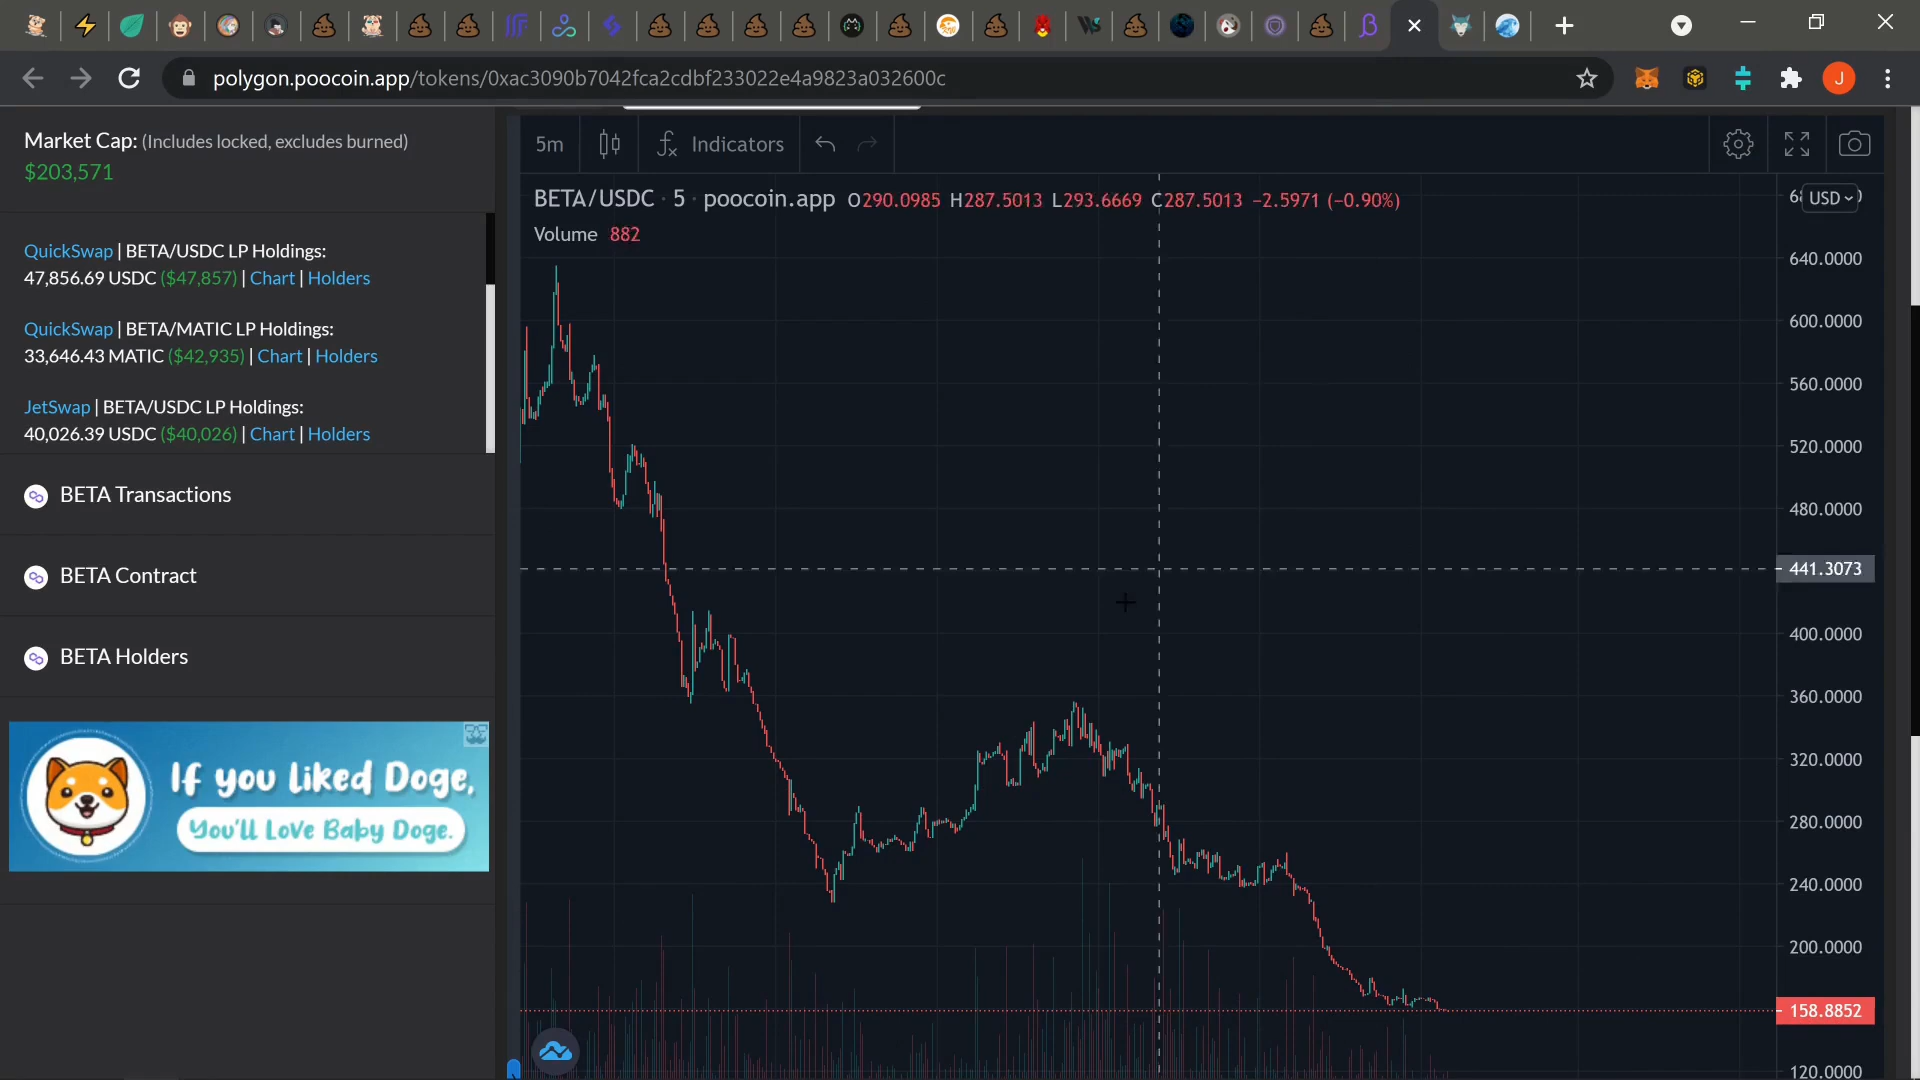 polygon.poocoin.app/tokens/0xac3090b7042fca2cdbf233022e4a9823a032600c
J
Market Cap: (Includes locked, excludes burned)
$203,571
QuickSwap | BETA/USDC LP Holdings:
47,856.69 USDC ($47,857) | Chart | Holders
QuickSwap | BETA/MATIC LP Holdings:
33,646.43 MATIC ($42,935) | Chart | Holders
JetSwap | BETA/USDC LP Holdings:
40,026.39 USDC ($40,026) | Chart | Holders
BETA Transactions
BETA Contract
BETA Holders
If you Liked Doge,
You'll Love Baby Doge.
5m
Indicators
BETA/USDC · 5 · poocoin.app O290.0985 H287.5013 L293.6669 C287.5013 −2.5971 (−0.90%)
Volume 882
USD
640.0000
600.0000
560.0000
520.0000
480.0000
441.3073
400.0000
360.0000
320.0000
280.0000
240.0000
200.0000
158.8852
120.0000